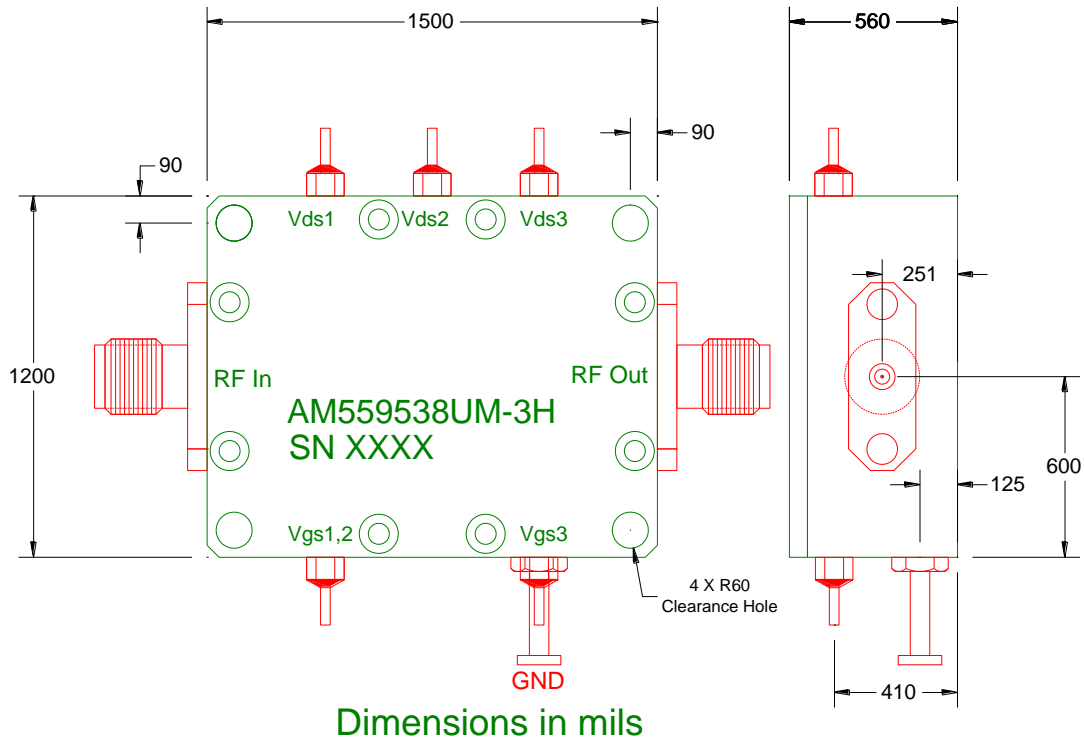 1500
560
90
90
Vds1
Vds2
Vds3
251
1200
RF In
RF Out
AM559538UM-3H
SN XXXX
600
125
Vgs1,2
Vgs3
4 X R60
Clearance Hole
GND
410
Dimensions in mils